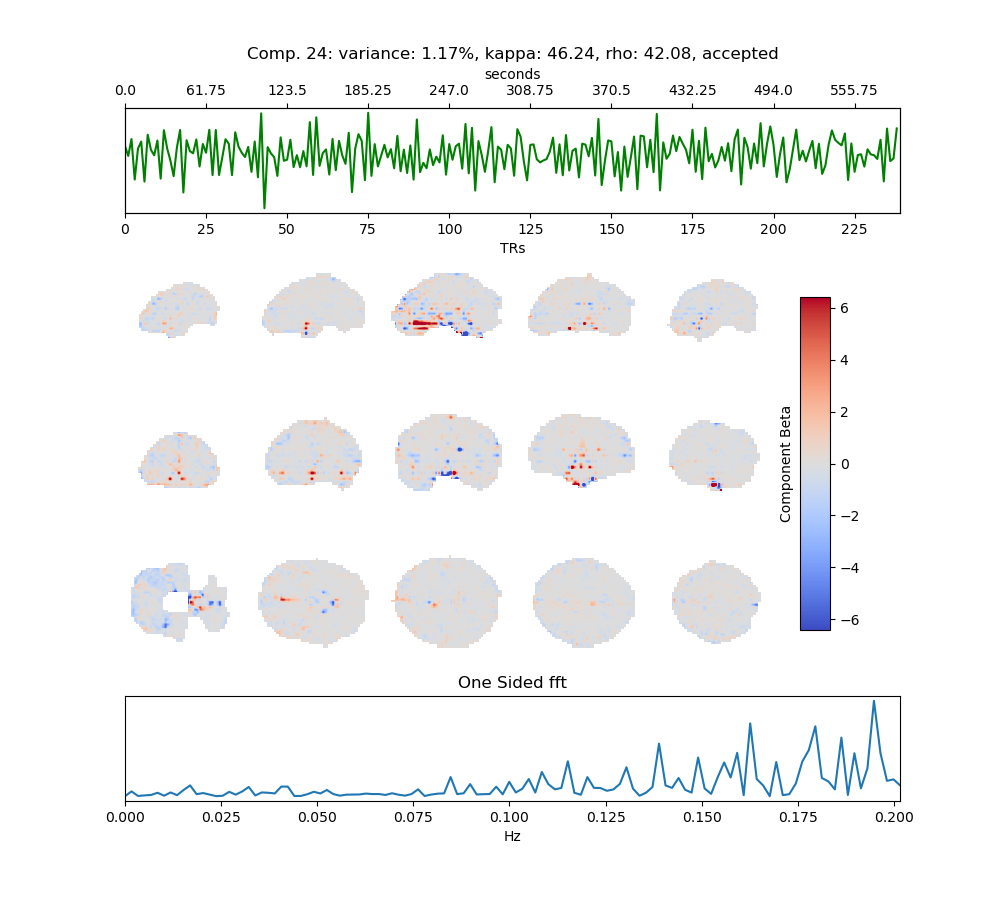 Comp. 24: variance: 1.17%, kappa: 46.24, rho: 42.08, accepted
seconds
0.0 61.75 123.5 185.25 247.0 308.75 370.5 432.25 494.0 555.75
0 25 50 75 100 125 150 175 200 225
TRs
6
4
2
0
−2
−4
−6
Component Beta
One Sided fft
0.000 0.025 0.050 0.075 0.100 0.125 0.150 0.175 0.200
Hz